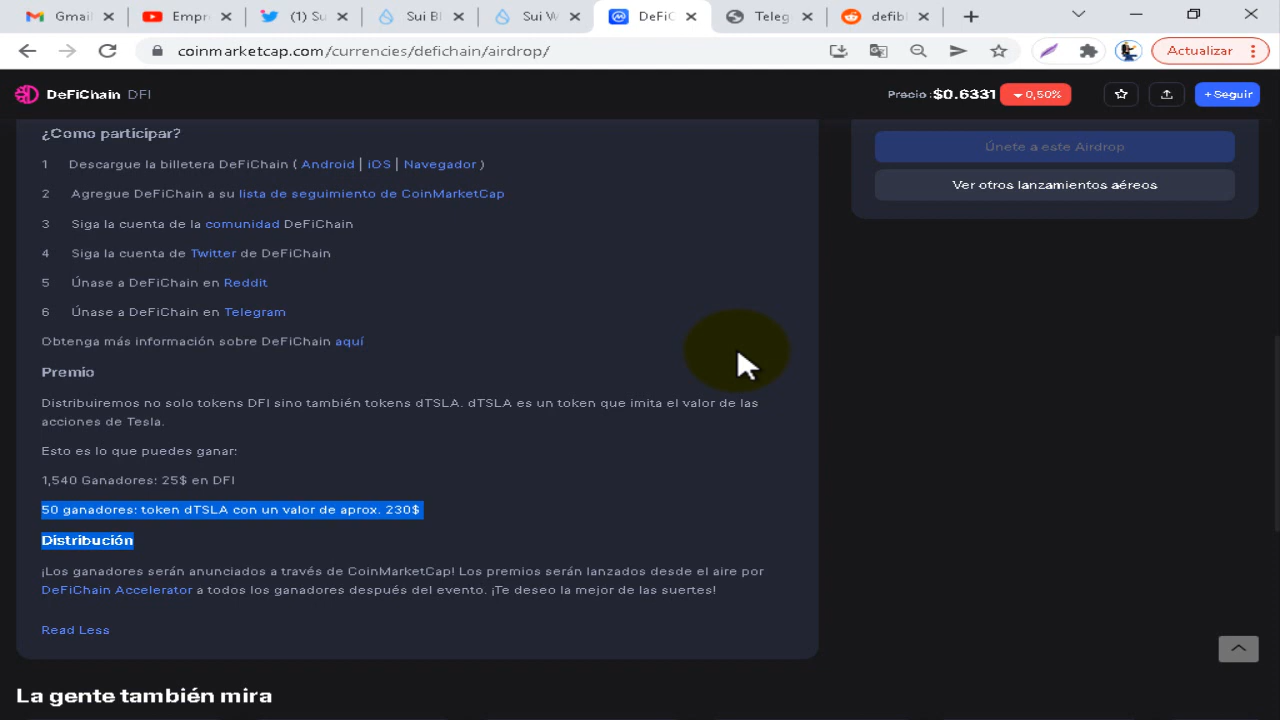 Gmail
Empr
(1) Su
Sui Bl
Sui W
DeFiC
Teleg
defibl
coinmarketcap.com/currencies/defichain/airdrop/
Actualizar
DeFiChain DFI
Precio :$0.6331
0,50%
+ Seguir
¿Como participar?
1 Descargue la billetera DeFiChain ( Android | iOS | Navegador )
2 Agregue DeFiChain a su lista de seguimiento de CoinMarketCap
3 Siga la cuenta de la comunidad DeFiChain
4 Siga la cuenta de Twitter de DeFiChain
5 Únase a DeFiChain en Reddit
6 Únase a DeFiChain en Telegram
Obtenga más información sobre DeFiChain aquí
Premio
Distribuiremos no solo tokens DFI sino también tokens dTSLA. dTSLA es un token que imita el valor de las
acciones de Tesla.
Esto es lo que puedes ganar:
1,540 Ganadores: 25$ en DFI
50 ganadores: token dTSLA con un valor de aprox. 230$
Distribución
¡Los ganadores serán anunciados a través de CoinMarketCap! Los premios serán lanzados desde el aire por
DeFiChain Accelerator a todos los ganadores después del evento. ¡Te deseo la mejor de las suertes!
Read Less
Únete a este Airdrop
Ver otros lanzamientos aéreos
La gente también mira